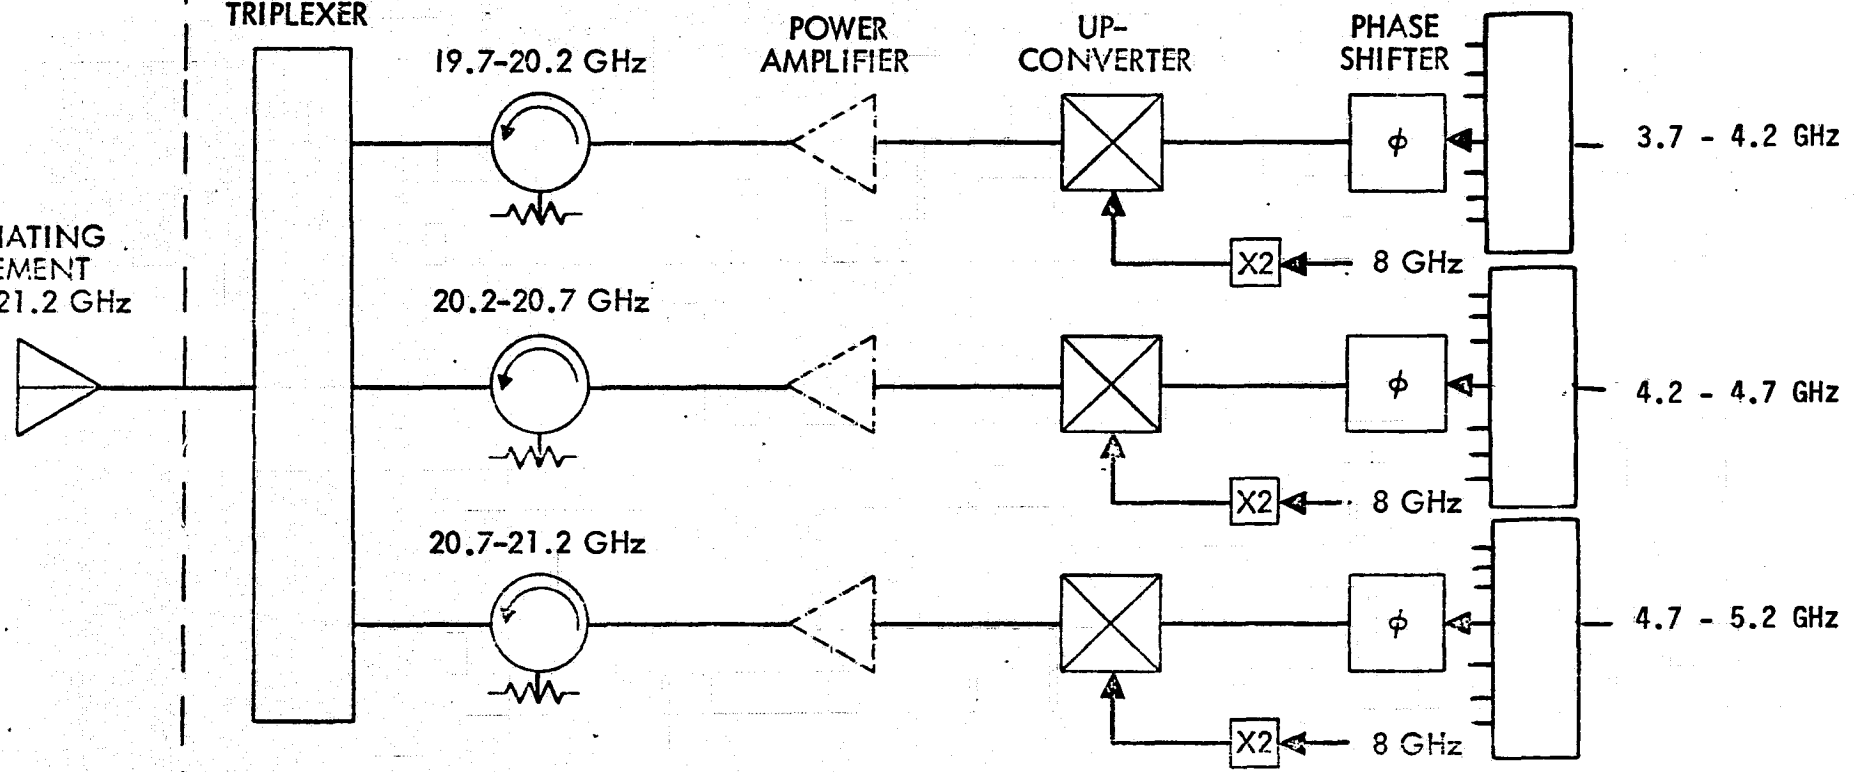 TRIPLEXER
POWER
AMPLIFIER
UP-
CONVERTER
PHASE
SHIFTER
19.7-20.2 GHz
ϕ
3.7 - 4.2 GHz
X2
8 GHz
IATING
EMENT
21.2 GHz
20.2-20.7 GHz
ϕ
4.2 - 4.7 GHz
X2
8 GHz
20.7-21.2 GHz
ϕ
4.7 - 5.2 GHz
X2
8 GHz